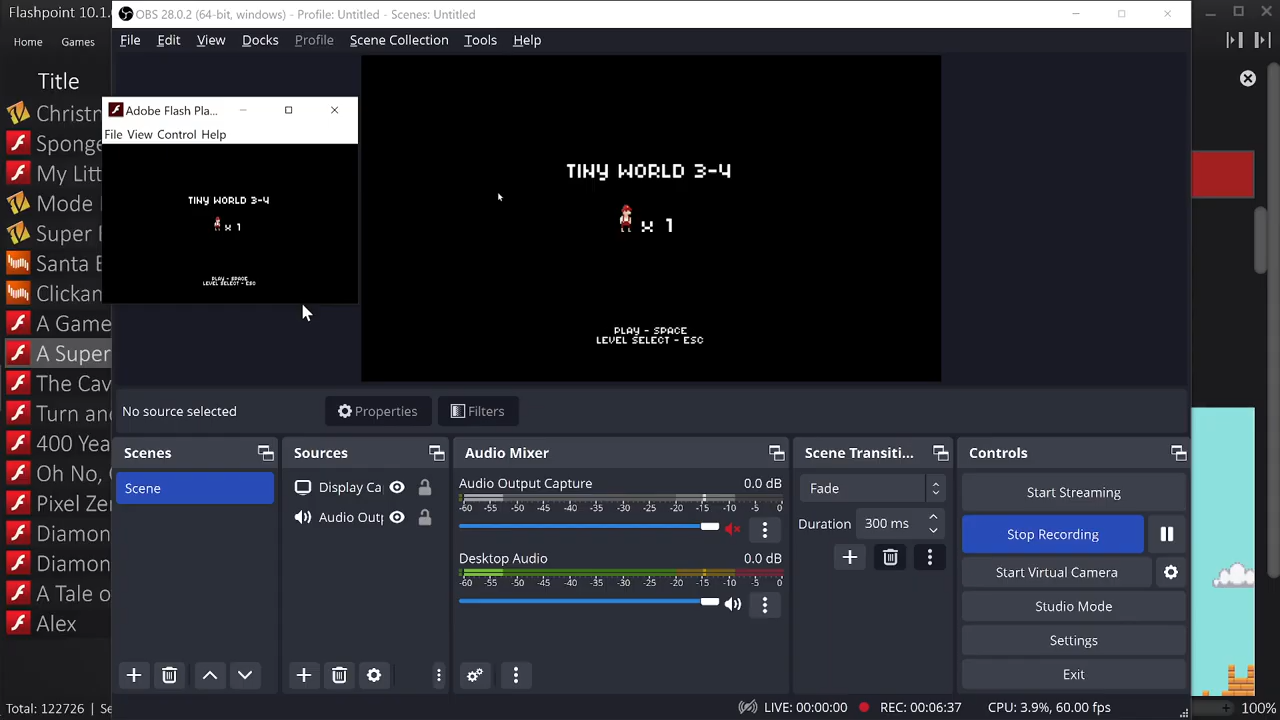 Flashpoint 10.1.
Home Games
Title
Christm
Sponge
My Litt
Mode
Super B
Santa B
Clickan
A Game
A Super
The Cav
Turn and
400 Yea
Oh No, G
Pixel Ze
Diamon
Diamon
A Tale o
Alex
Total: 122726 | Se
OBS 28.0.2 (64-bit, windows) - Profile: Untitled - Scenes: Untitled
File Edit View Docks Profile Scene Collection Tools Help
Adobe Flash Pla...
File View Control Help
TINY WORLD 3-4
x 1
PLAY - SPACE
LEVEL SELECT - ESC
TINY WORLD 3-4
x 1
PLAY - SPACE
LEVEL SELECT - ESC
No source selected
Properties
Filters
Scenes
Scene
Sources
Display Ca
Audio Outp
Audio Mixer
Audio Output Capture 0.0 dB
-60 -55 -50 -45 -40 -35 -30 -25 -20 -15 -10 -5 0
Desktop Audio 0.0 dB
-60 -55 -50 -45 -40 -35 -30 -25 -20 -15 -10 -5 0
Scene Transiti...
Fade
Duration 300 ms
Controls
Start Streaming
Stop Recording
Start Virtual Camera
Studio Mode
Settings
Exit
LIVE: 00:00:00 REC: 00:06:37 CPU: 3.9%, 60.00 fps
100%